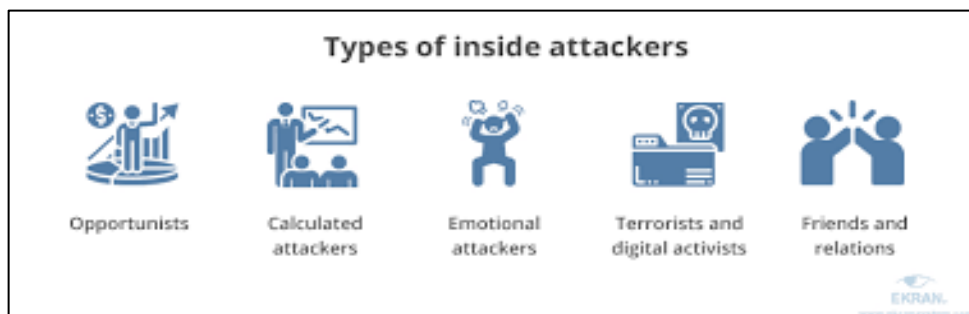 Types of inside attackers
Opportunists
Calculated
attackers
Emotional
attackers
Terrorists and
digital activists
Friends and
relations
EKRAN